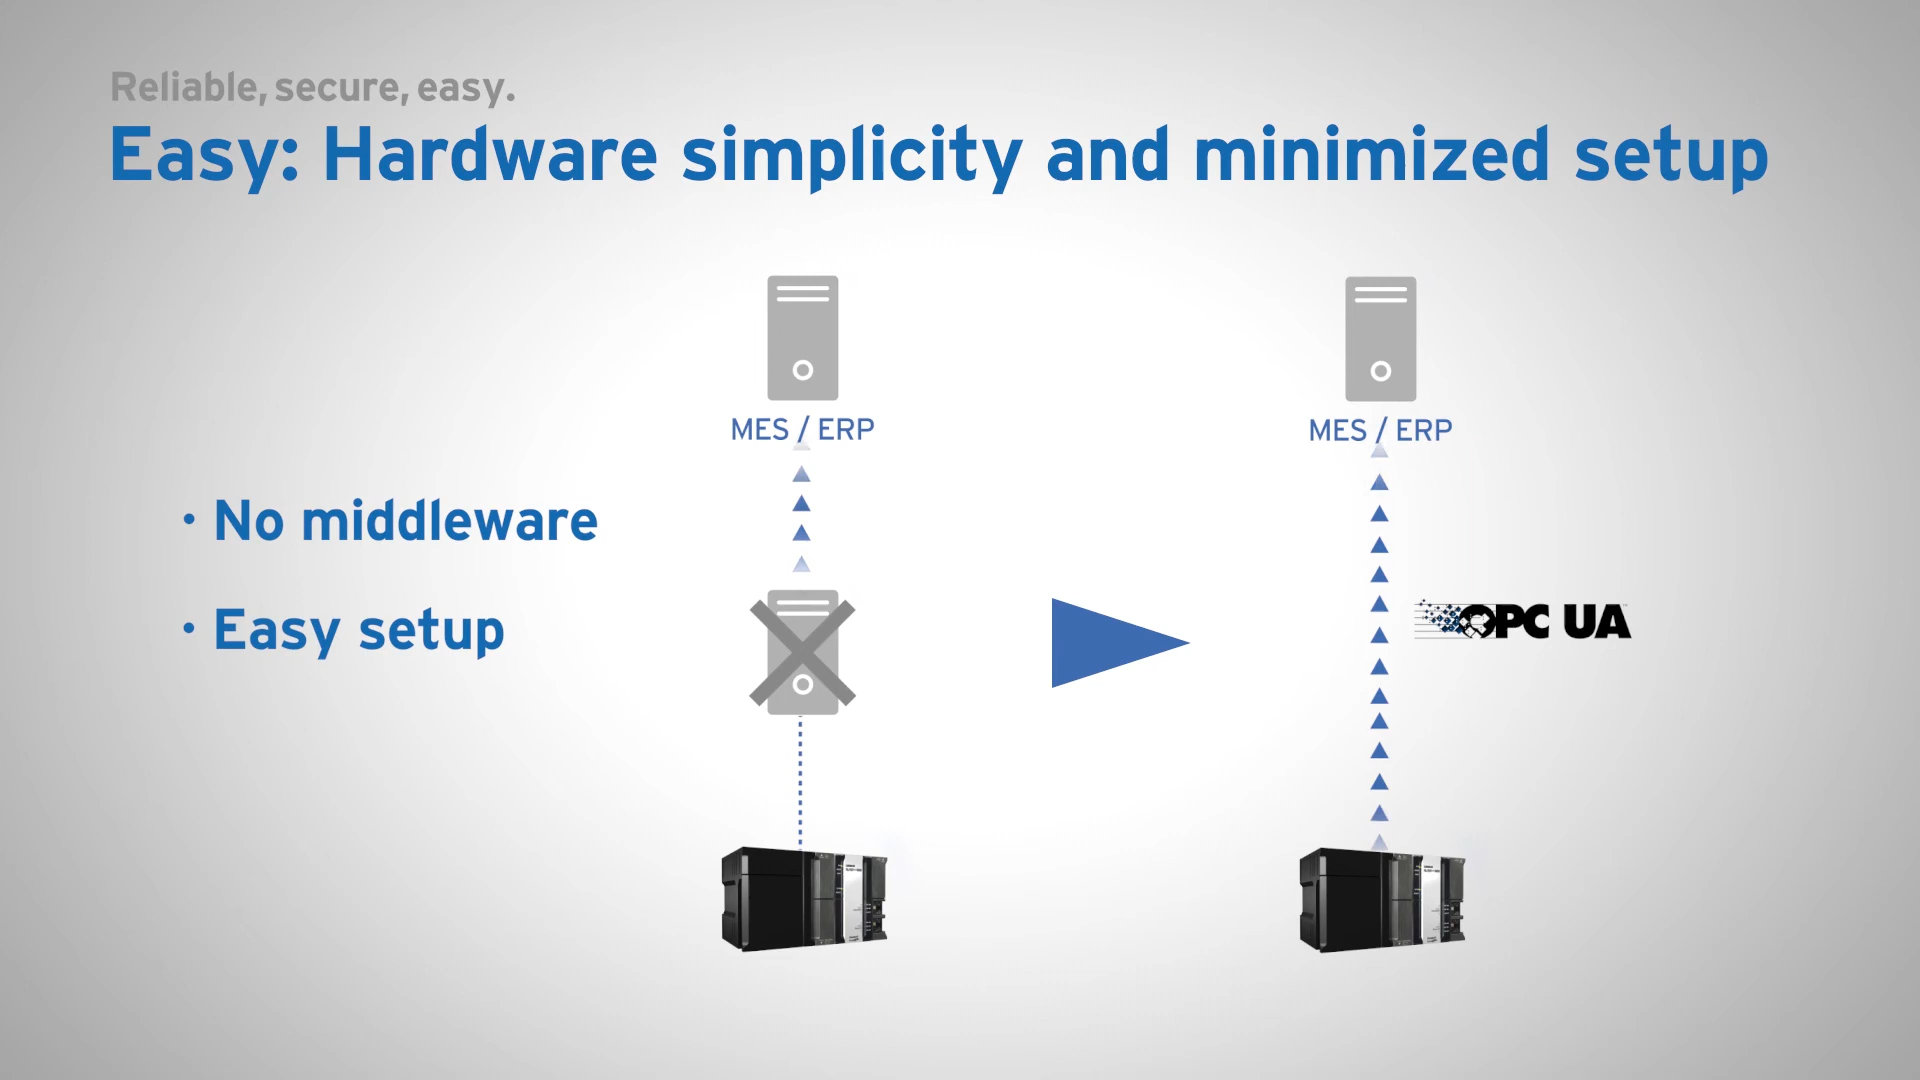 Reliable, secure, easy.
Easy: Hardware simplicity and minimized setup
MES / ERP
MES / ERP
• No middleware
• Easy setup
OPC UA